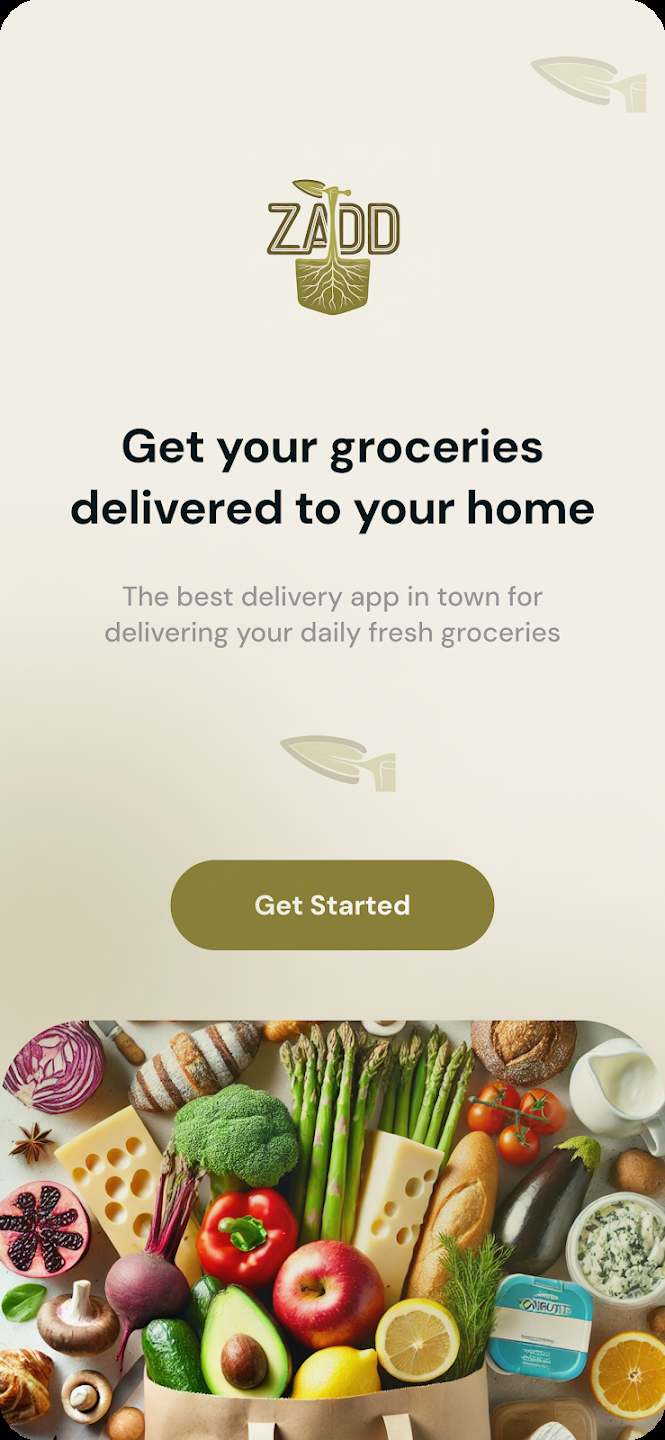 ZADD
Get your groceries
delivered to your home
The best delivery app in town for
delivering your daily fresh groceries
Get Started